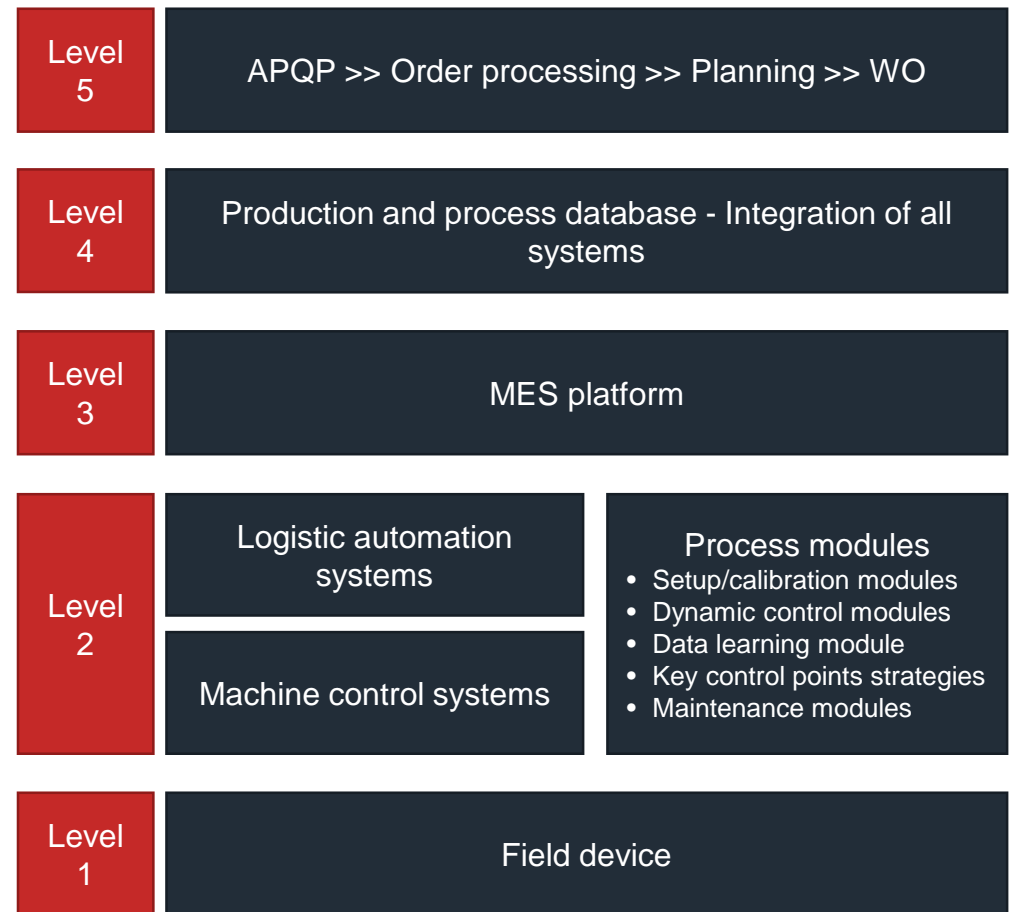 Level
5
APQP >> Order processing >> Planning >> WO
Level
4
Production and process database - Integration of all
systems
Level
3
MES platform
Level
2
Logistic automation
systems
Machine control systems
Process modules
• Setup/calibration modules
• Dynamic control modules
• Data learning module
• Key control points strategies
• Maintenance modules
Level
1
Field device